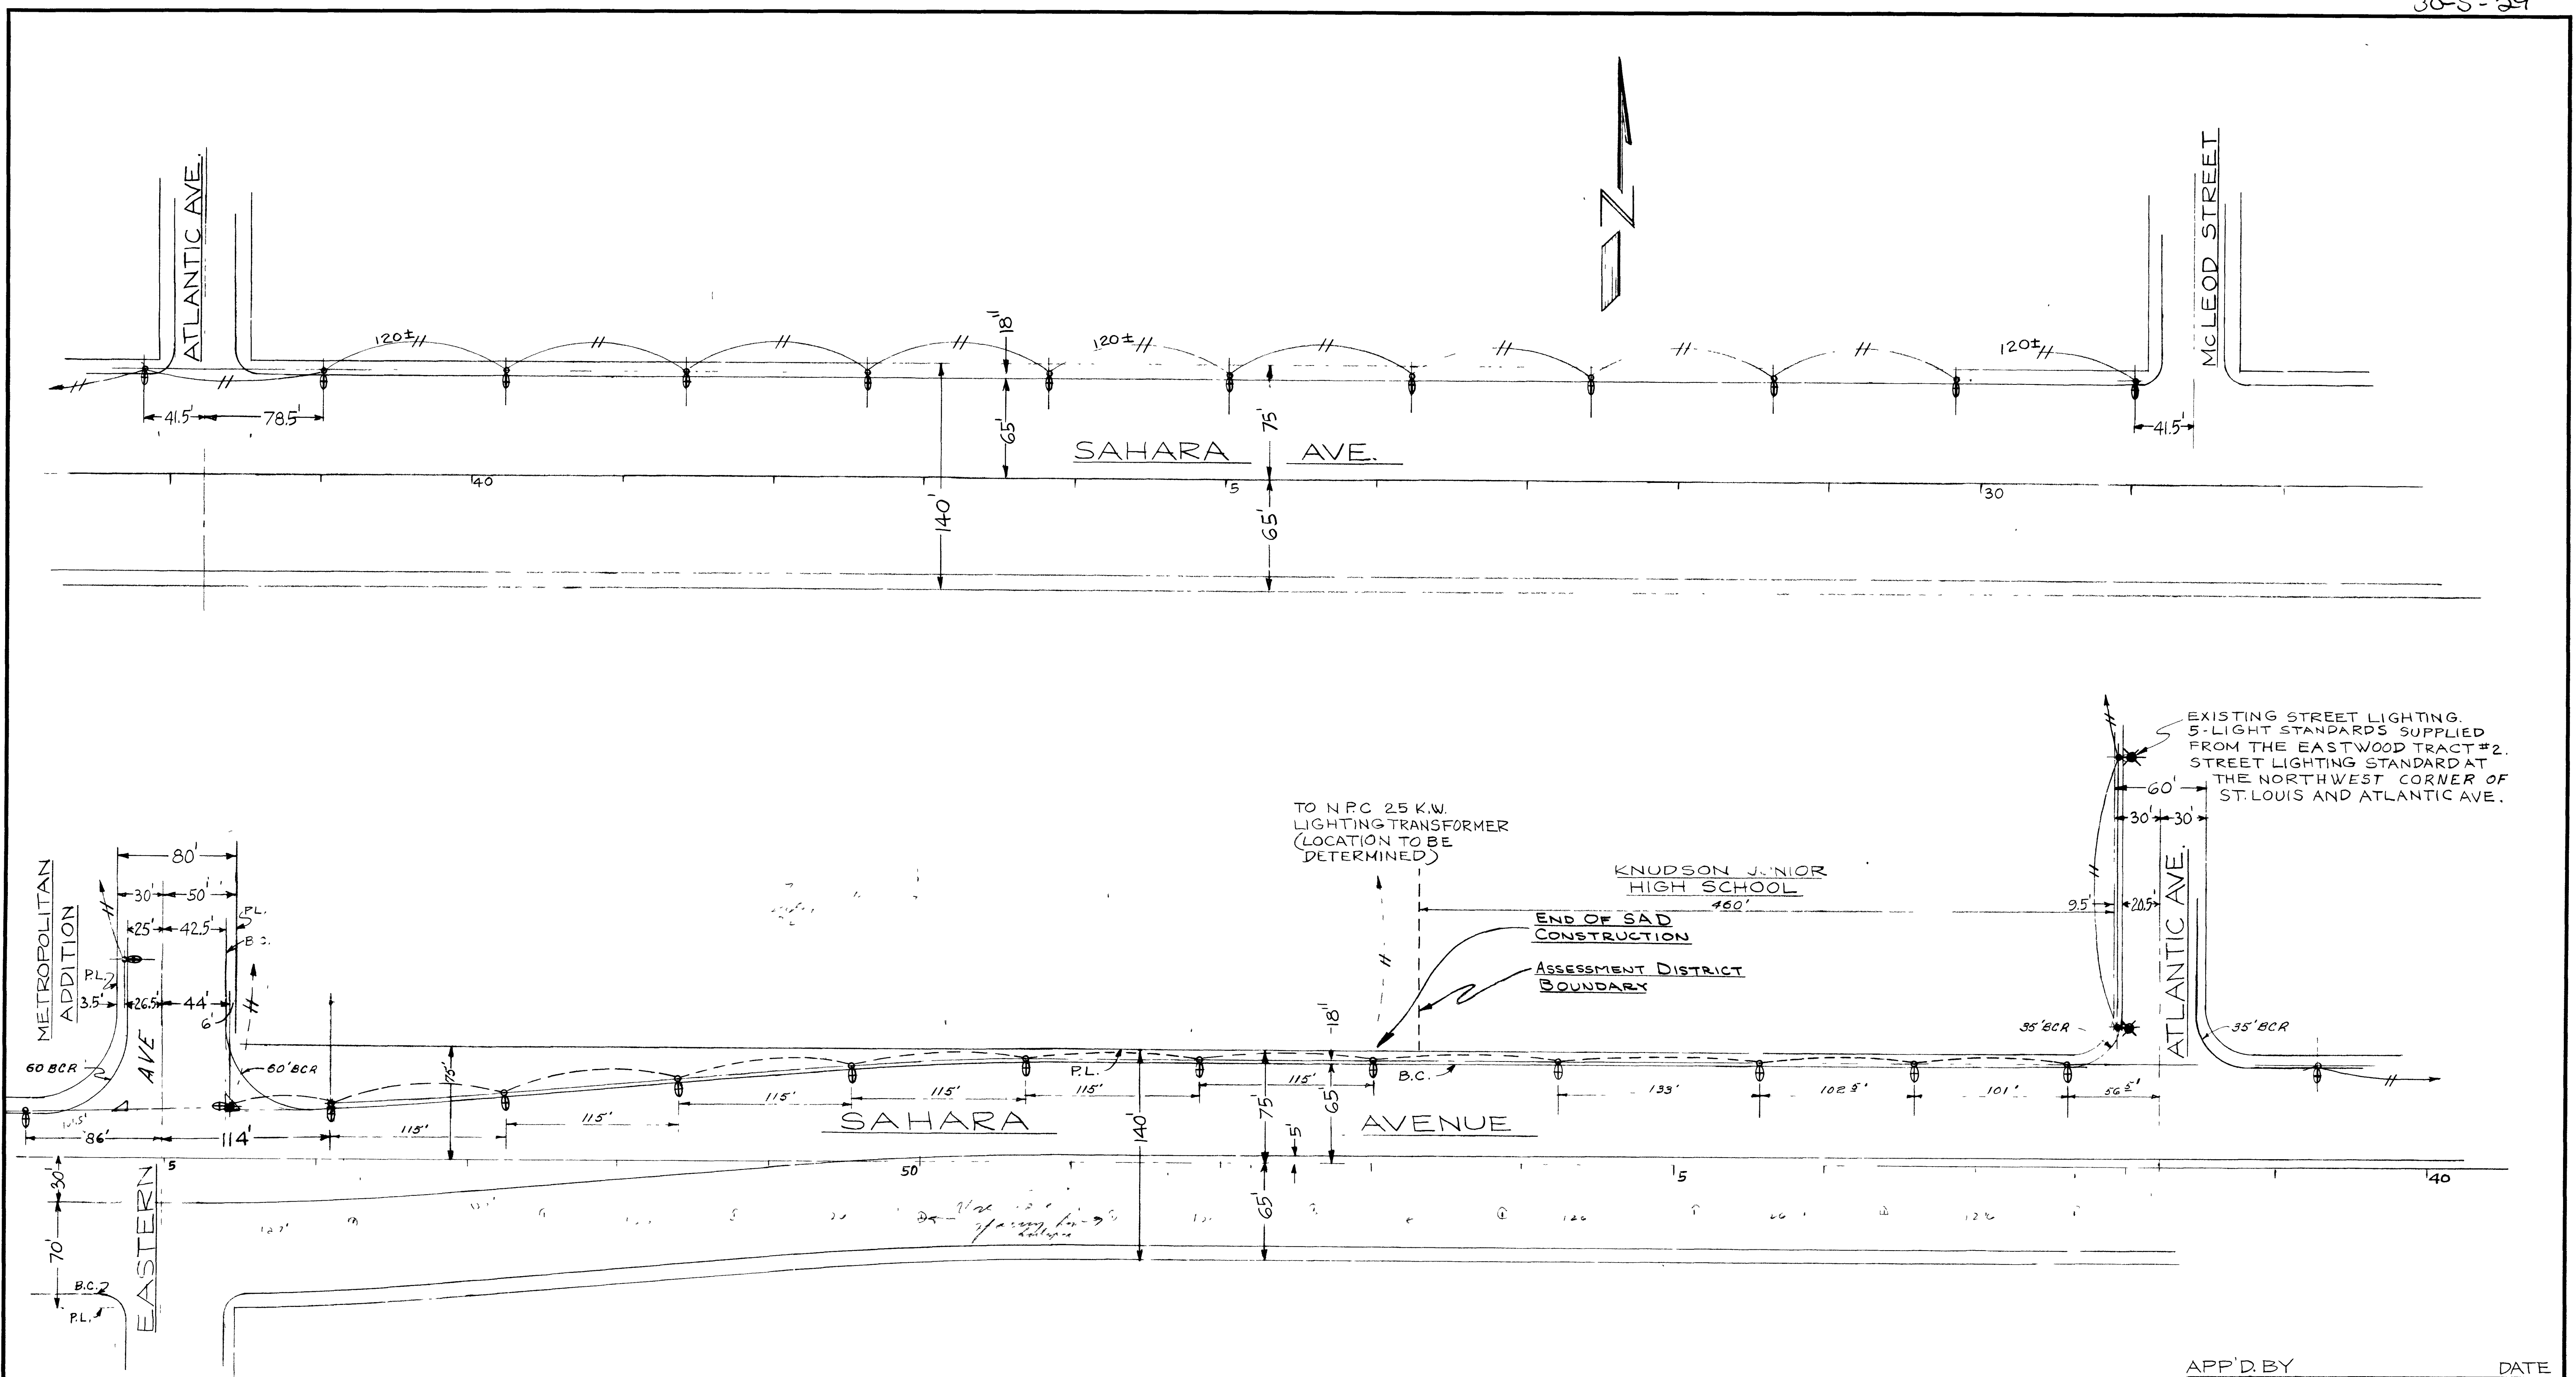 30-S-29
ATLANTIC AVE.
McLEOD STREET
120±
18"
120±
120±
41.5'
78.5'
65'
75'
41.5'
SAHARA AVE.
40
5
30
140'
65'
EXISTING STREET LIGHTING.
5-LIGHT STANDARDS SUPPLIED
FROM THE EASTWOOD TRACT #2.
STREET LIGHTING STANDARD AT
THE NORTHWEST CORNER OF
ST. LOUIS AND ATLANTIC AVE.
60'
30' 30'
TO N.P.C 25 K.W.
LIGHTING TRANSFORMER
(LOCATION TO BE
DETERMINED)
KNUDSON JUNIOR
HIGH SCHOOL
460'
END OF SAD
CONSTRUCTION
ASSESSMENT DISTRICT
BOUNDARY
9.5'
20.5'
ATLANTIC AVE.
METROPOLITAN
ADDITION
80'
30' 50'
P.L.
25' 42.5'
B.C.
P.L.
3.5' 26.5' 44'
6'
60 BCR
AVE
60' BCR
75'
18"
P.L.
B.C.
35' BCR
35' BCR
86'
114'
115'
115'
115'
115'
115'
115'
133'
102.5'
101'
56.5'
SAHARA AVENUE
140'
75'
65'
5'
5
50
5
40
30'
70'
65'
EASTERN
126
126
B.C.
P.L.
APP'D. BY DATE